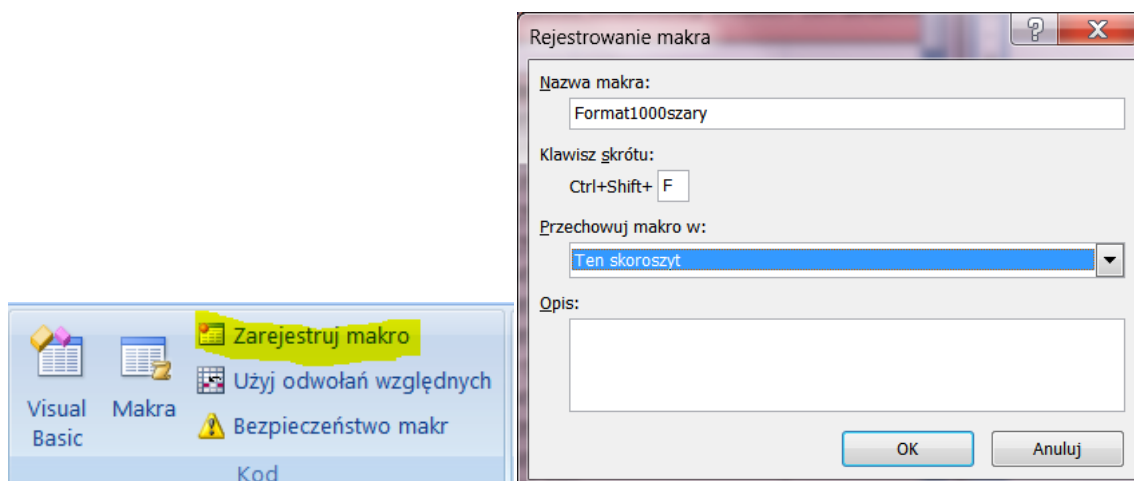 Zarejestruj makro
Użyj odwołań względnych
Bezpieczeństwo makr
Visual Basic
Makra
Kod
Rejestrowanie makra
Nazwa makra:
Format1000szary
Klawisz skrótu:
Ctrl+Shift+ F
Przechowuj makro w:
Ten skoroszyt
Opis:
OK Anuluj